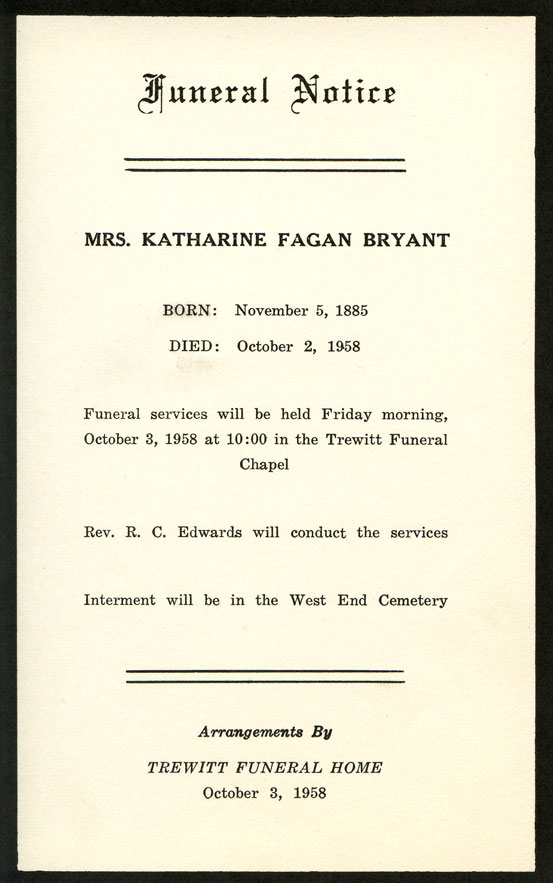 Funeral Notice
MRS. KATHARINE FAGAN BRYANT
BORN: November 5, 1885
DIED: October 2, 1958
Funeral services will be held Friday morning,
October 3, 1958 at 10:00 in the Trewitt Funeral
Chapel
Rev. R. C. Edwards will conduct the services
Interment will be in the West End Cemetery
Arrangements By
TREWITT FUNERAL HOME
October 3, 1958